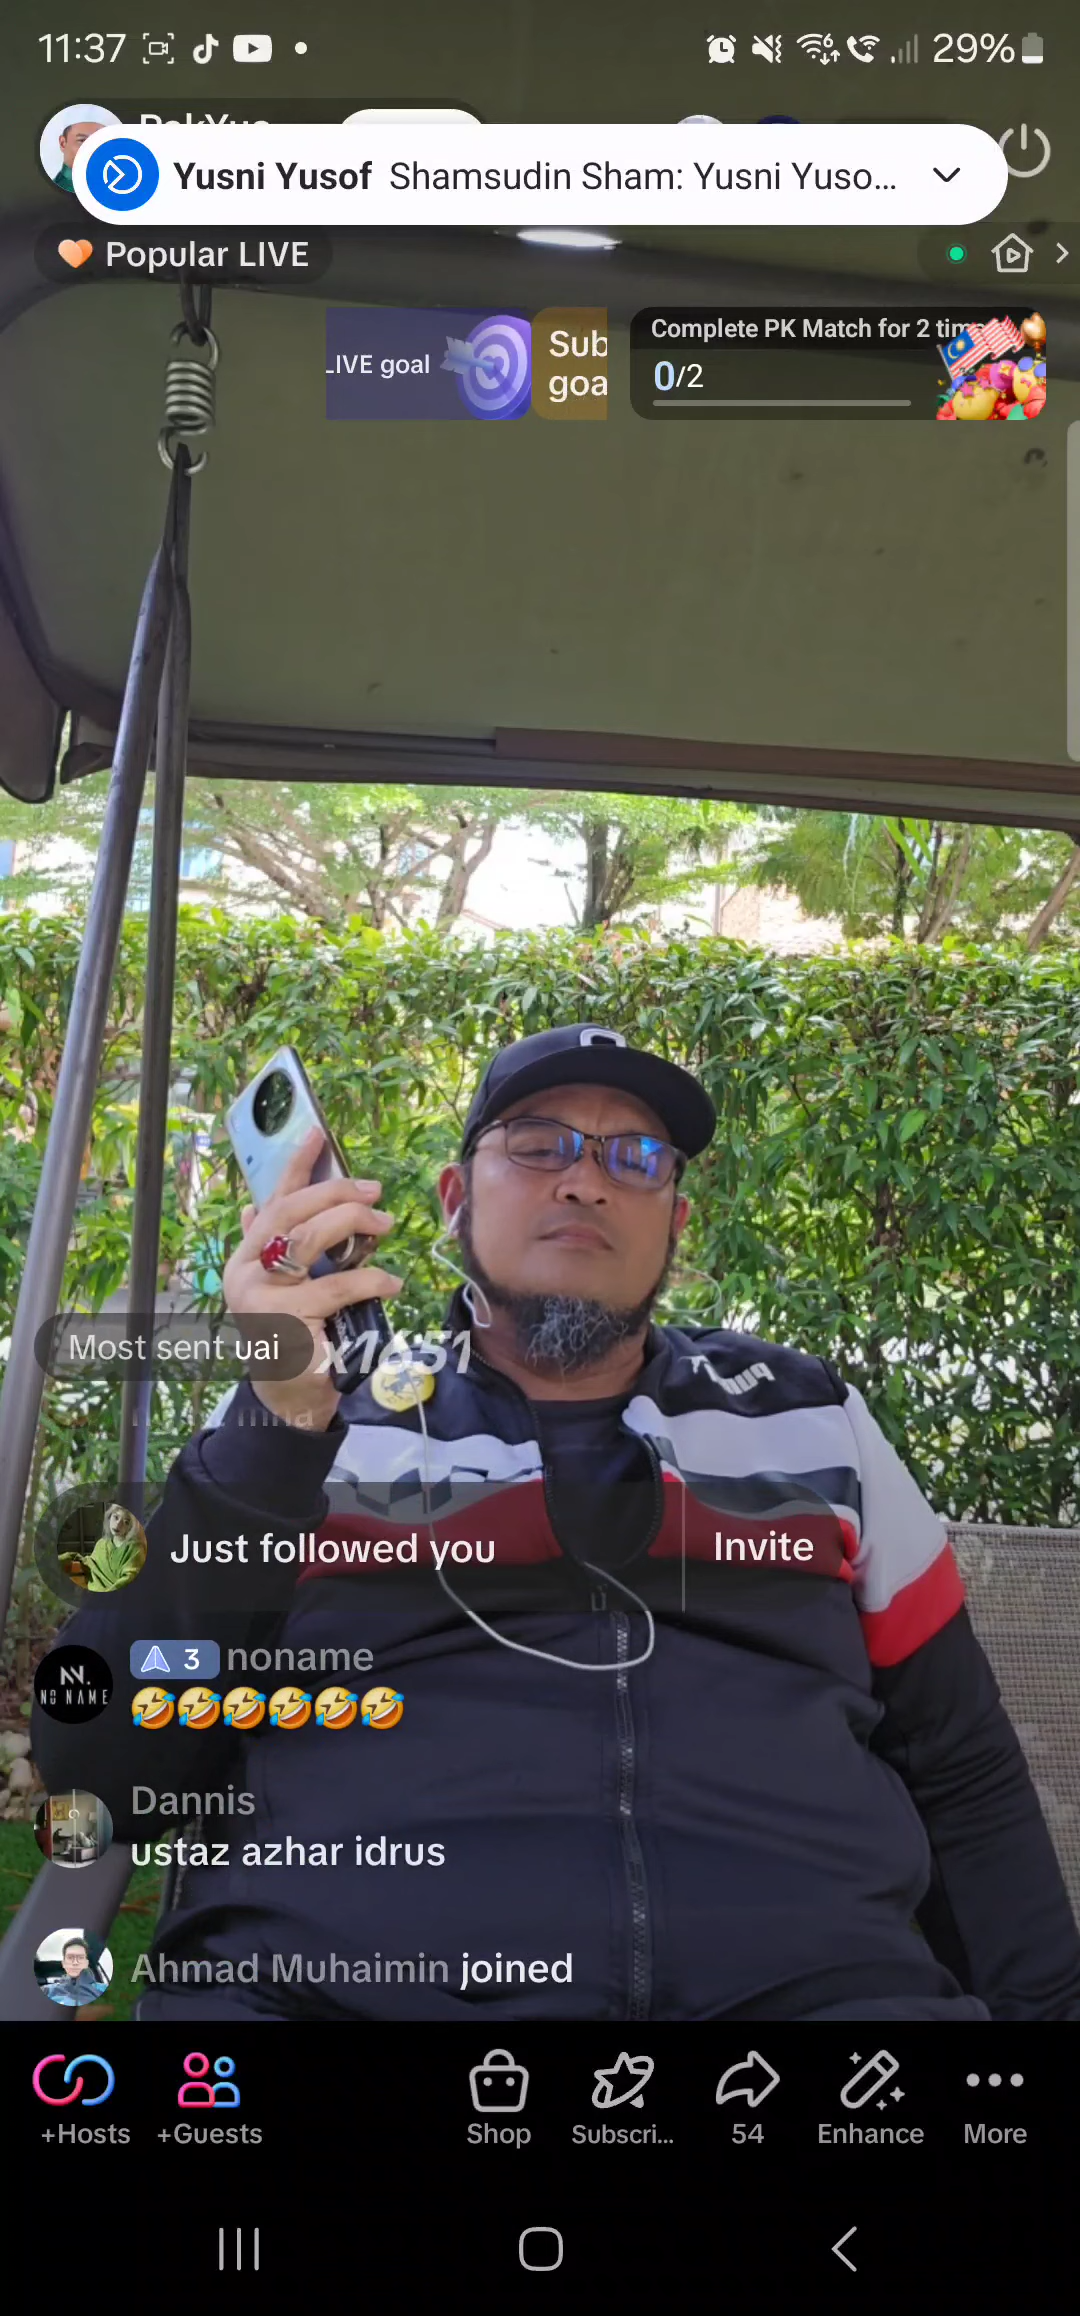 11:37
29%
Yusni Yusof Shamsudin Sham: Yusni Yuso...
Popular LIVE
LIVE goal
Sub
goa
Complete PK Match for 2 tim
0/2
Most sent uai x1651
Just followed you
Invite
3 noname
NN.
NO NAME
🤣🤣🤣🤣🤣🤣
Dannis
ustaz azhar idrus
Ahmad Muhaimin joined
+Hosts
+Guests
Shop
Subscri...
54
Enhance
More